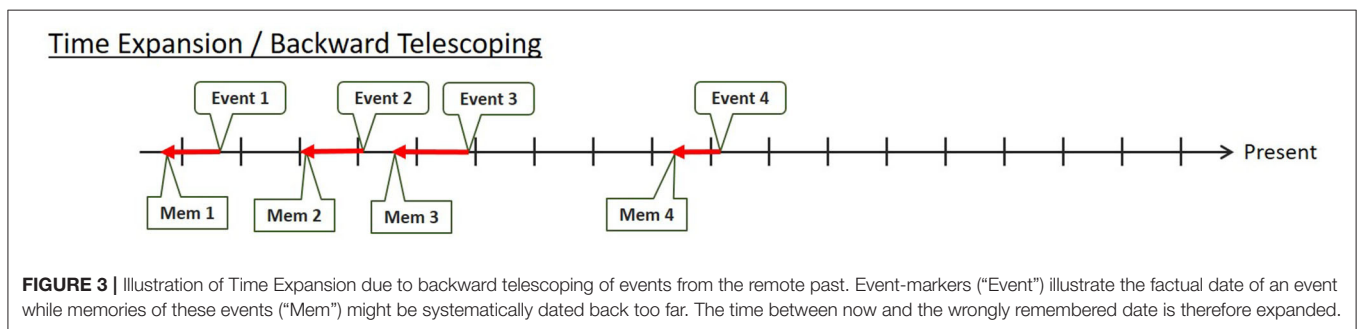 Time Expansion / Backward Telescoping
Event 1
Event 2
Event 3
Event 4
Present
Mem 1
Mem 2
Mem 3
Mem 4
FIGURE 3 | Illustration of Time Expansion due to backward telescoping of events from the remote past. Event-markers (“Event”) illustrate the factual date of an event
while memories of these events (“Mem”) might be systematically dated back too far. The time between now and the wrongly remembered date is therefore expanded.